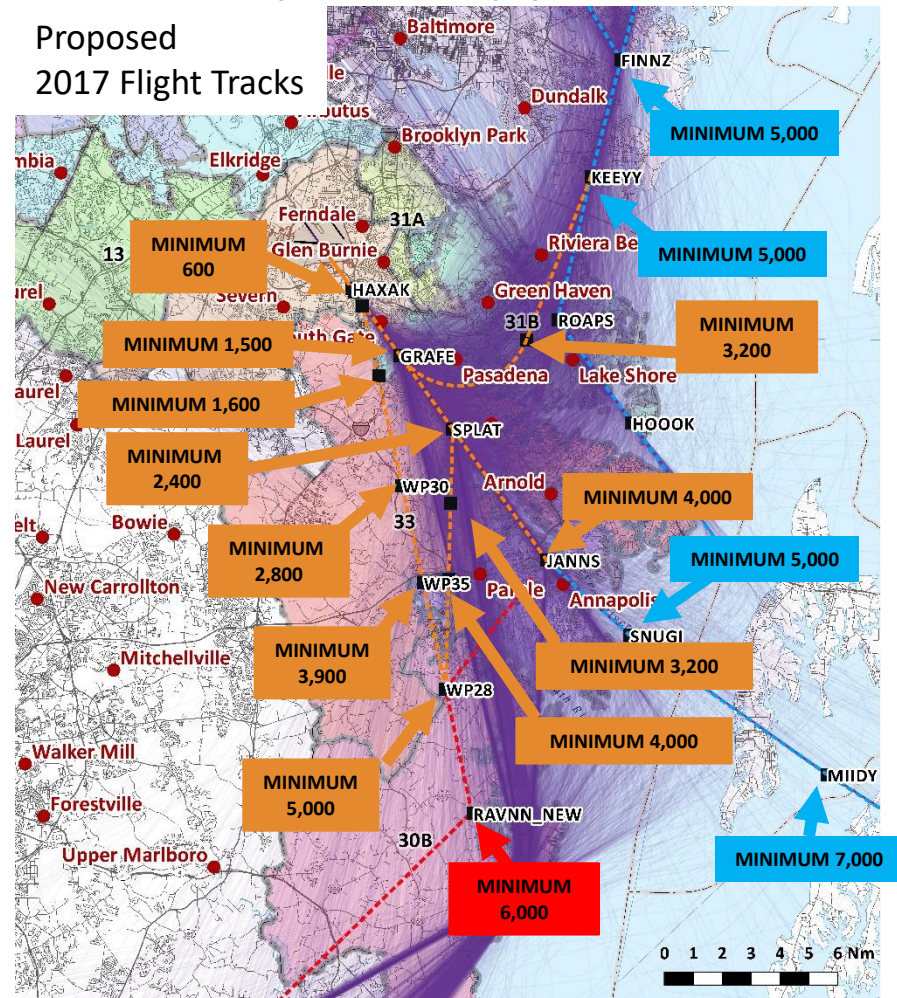 Proposed
2017 Flight Tracks
Baltimore
FINNZ
Dundalk
MINIMUM 5,000
Brooklyn Park
Elkridge
KEEYY
Ferndale
31A
13
MINIMUM
600
Glen Burnie
Riviera Be
MINIMUM 5,000
HAXAK
Severn
Green Haven
31B
ROAPS
MINIMUM
3,200
MINIMUM 1,500
GRAFE
Pasadena
Lake Shore
MINIMUM 1,600
Laurel
SPLAT
HOOOK
MINIMUM
2,400
WP30
Arnold
MINIMUM 4,000
33
Bowie
MINIMUM
2,800
JANNS
MINIMUM 5,000
New Carrollton
WP35
Annapolis
SNUGI
MINIMUM
3,900
MINIMUM 3,200
Mitchellville
WP28
MINIMUM 4,000
Walker Mill
MINIMUM
5,000
MIIDY
Forestville
RAVNN_NEW
30B
Upper Marlboro
MINIMUM 7,000
MINIMUM
6,000
0 1 2 3 4 5 6 Nm